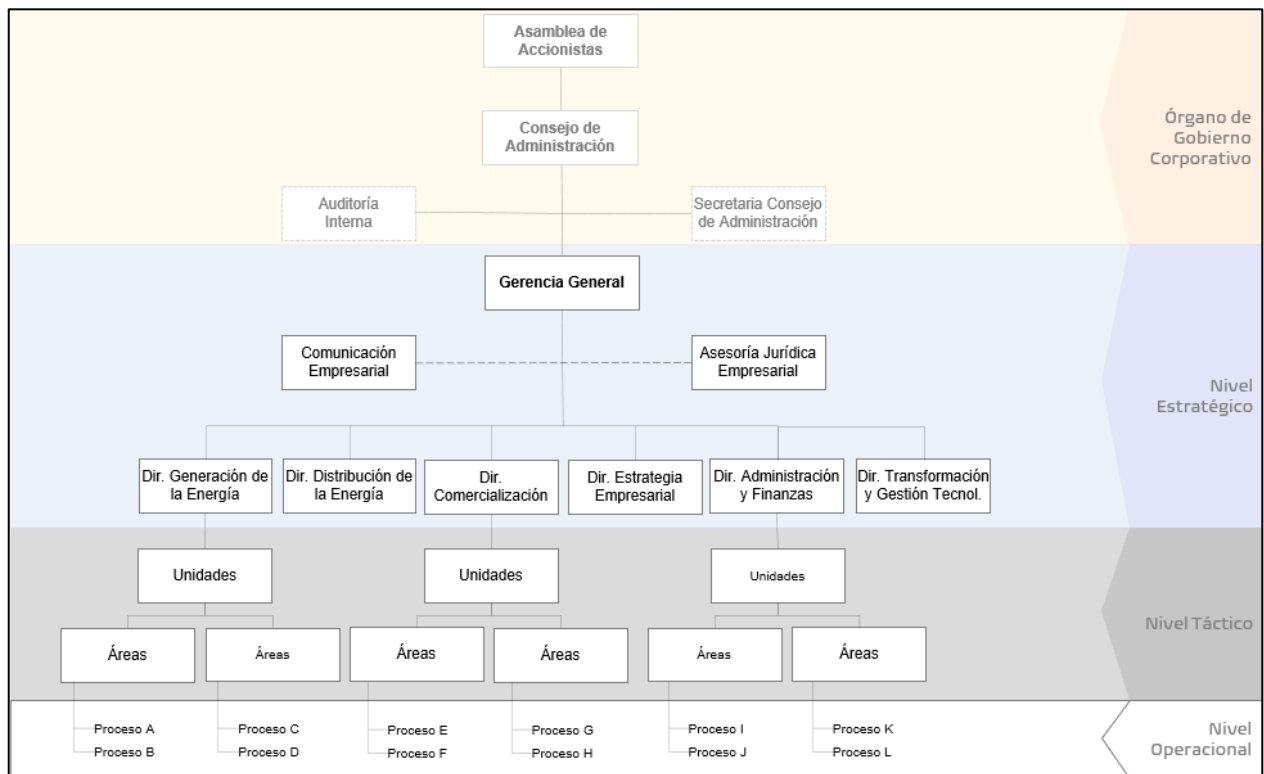 Asamblea de
Accionistas
Consejo de
Administración
Órgano de
Gobierno
Corporativo
Auditoría
Interna
Secretaria Consejo
de Administración
Gerencia General
Comunicación
Empresarial
Asesoría Jurídica
Empresarial
Nivel
Estratégico
Dir. Generación de
la Energía
Dir. Distribución de
la Energía
Dir.
Comercialización
Dir. Estrategia
Empresarial
Dir. Administración
y Finanzas
Dir. Transformación
y Gestión Tecnol.
Unidades
Unidades
Unidades
Nivel Táctico
Áreas
Áreas
Áreas
Áreas
Áreas
Áreas
Proceso A
Proceso B
Proceso C
Proceso D
Proceso E
Proceso F
Proceso G
Proceso H
Proceso I
Proceso J
Proceso K
Proceso L
Nivel
Operacional